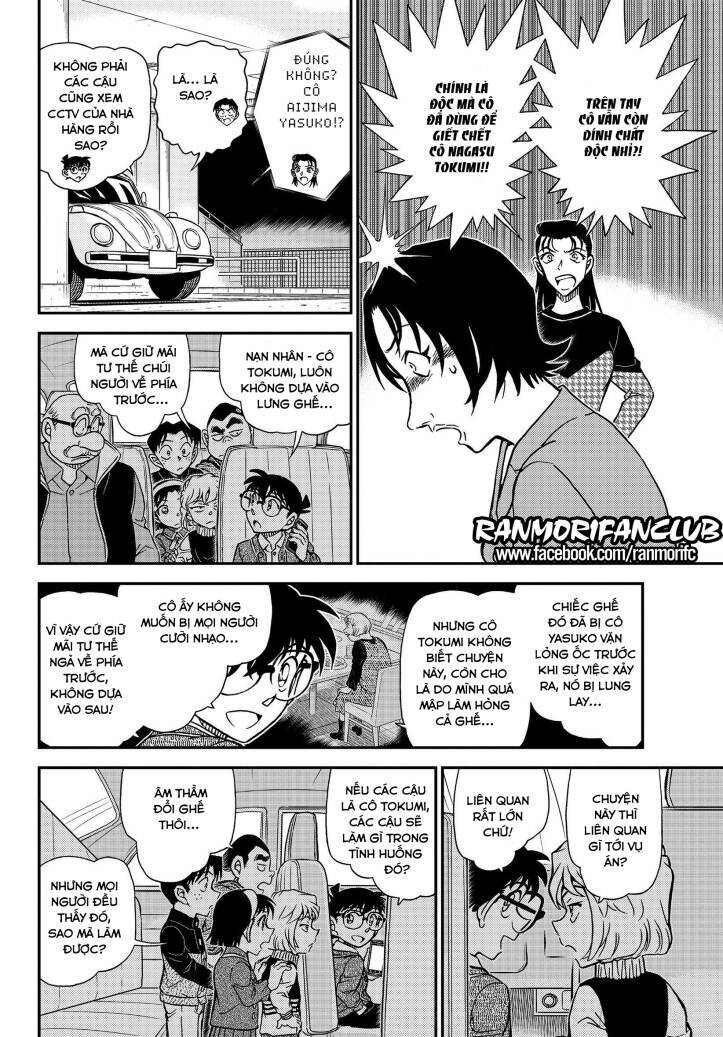 TRÊN TAY
CÔ VẪN CÒN
DÍNH CHẤT
ĐỘC NHỈ?!
CHÍNH LÀ
ĐỘC MÀ CÔ
ĐÃ DÙNG ĐỂ
GIẾT CHẾT
CÔ NAGASU
TOKUMI!!
ĐÚNG
KHÔNG?
CÔ
AIJIMA
YASUKO!?
LÀ... LÀ
SAO?
KHÔNG PHẢI
CÁC CẬU
CŨNG XEM
CCTV CỦA NHÀ
HÀNG RỒI
SAO?
RANMORIFANCLUB
www.facebook.com/ranmorifc
NẠN NHÂN - CÔ
TOKUMI, LUÔN
KHÔNG DỰA VÀO
LƯNG GHẾ...
MÀ CỨ GIỮ MÃI
TƯ THẾ CHÚI
NGƯỜI VỀ PHÍA
TRƯỚC...
CHIẾC GHẾ
ĐÓ ĐÃ BỊ CÔ
YASUKO VẶN
LỎNG ỐC TRƯỚC
KHI SỰ VIỆC XẢY
RA, NÓ BỊ LUNG
LAY...
NHƯNG CÔ
TOKUMI KHÔNG
BIẾT CHUYỆN
NÀY, CÒN CHO
LÀ DO MÌNH QUÁ
MẬP LÀM HỎNG
CẢ GHẾ...
CÔ ẤY KHÔNG
MUỐN BỊ MỌI NGƯỜI
CƯỜI NHẠO...
VÌ VẬY CỨ GIỮ
MÃI TƯ THẾ
NGẢ VỀ PHÍA
TRƯỚC,
KHÔNG DỰA
VÀO SAU!
CHUYỆN
NÀY THÌ
LIÊN QUAN
GÌ TỚI VỤ
ÁN?
LIÊN QUAN
RẤT LỚN
CHỨ!
NẾU CÁC CẬU
LÀ CÔ TOKUMI,
CÁC CẬU SẼ
LÀM GÌ TRONG
TÌNH HUỐNG
ĐÓ?
ÂM THẦM
ĐỔI GHẾ
THÔI...
NHƯNG MỌI
NGƯỜI ĐỀU
THẤY ĐÓ,
SAO MÀ LÀM
ĐƯỢC?